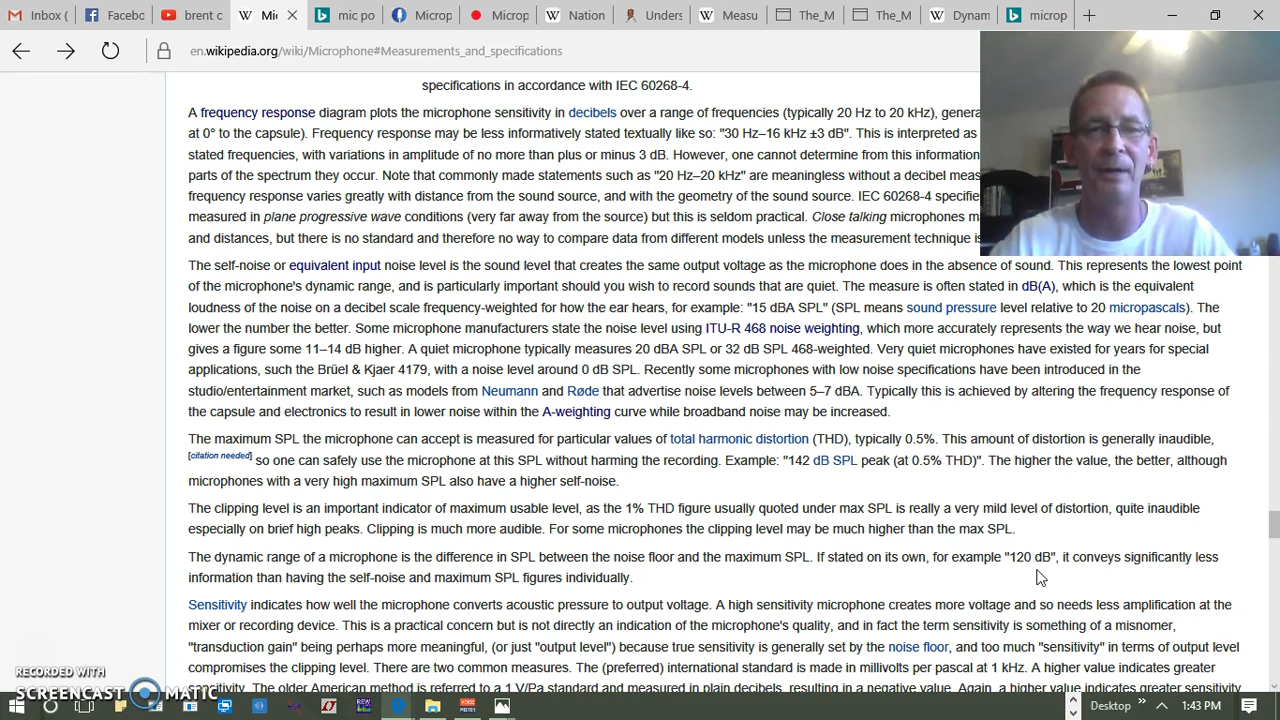 Inbox (
Facebo
brent c
Mic
mic po
Microp
Microp
Nation
Unders
Measu
The_M
The_M
Dynam
microp
en.wikipedia.org/wiki/Microphone#Measurements_and_specifications
specifications in accordance with IEC 60268-4.
A frequency response diagram plots the microphone sensitivity in decibels over a range of frequencies (typically 20 Hz to 20 kHz), genera
at 0° to the capsule). Frequency response may be less informatively stated textually like so: "30 Hz–16 kHz ±3 dB". This is interpreted as
stated frequencies, with variations in amplitude of no more than plus or minus 3 dB. However, one cannot determine from this information
parts of the spectrum they occur. Note that commonly made statements such as "20 Hz–20 kHz" are meaningless without a decibel meas
frequency response varies greatly with distance from the sound source, and with the geometry of the sound source. IEC 60268-4 specifie
measured in plane progressive wave conditions (very far away from the source) but this is seldom practical. Close talking microphones m
and distances, but there is no standard and therefore no way to compare data from different models unless the measurement technique is
The self-noise or equivalent input noise level is the sound level that creates the same output voltage as the microphone does in the absence of sound. This represents the lowest point
of the microphone's dynamic range, and is particularly important should you wish to record sounds that are quiet. The measure is often stated in dB(A), which is the equivalent
loudness of the noise on a decibel scale frequency-weighted for how the ear hears, for example: "15 dBA SPL" (SPL means sound pressure level relative to 20 micropascals). The
lower the number the better. Some microphone manufacturers state the noise level using ITU-R 468 noise weighting, which more accurately represents the way we hear noise, but
gives a figure some 11–14 dB higher. A quiet microphone typically measures 20 dBA SPL or 32 dB SPL 468-weighted. Very quiet microphones have existed for years for special
applications, such the Brüel & Kjaer 4179, with a noise level around 0 dB SPL. Recently some microphones with low noise specifications have been introduced in the
studio/entertainment market, such as models from Neumann and Røde that advertise noise levels between 5–7 dBA. Typically this is achieved by altering the frequency response of
the capsule and electronics to result in lower noise within the A-weighting curve while broadband noise may be increased.
The maximum SPL the microphone can accept is measured for particular values of total harmonic distortion (THD), typically 0.5%. This amount of distortion is generally inaudible,
[citation needed] so one can safely use the microphone at this SPL without harming the recording. Example: "142 dB SPL peak (at 0.5% THD)". The higher the value, the better, although
microphones with a very high maximum SPL also have a higher self-noise.
The clipping level is an important indicator of maximum usable level, as the 1% THD figure usually quoted under max SPL is really a very mild level of distortion, quite inaudible
especially on brief high peaks. Clipping is much more audible. For some microphones the clipping level may be much higher than the max SPL.
The dynamic range of a microphone is the difference in SPL between the noise floor and the maximum SPL. If stated on its own, for example "120 dB", it conveys significantly less
information than having the self-noise and maximum SPL figures individually.
Sensitivity indicates how well the microphone converts acoustic pressure to output voltage. A high sensitivity microphone creates more voltage and so needs less amplification at the
mixer or recording device. This is a practical concern but is not directly an indication of the microphone's quality, and in fact the term sensitivity is something of a misnomer,
"transduction gain" being perhaps more meaningful, (or just "output level") because true sensitivity is generally set by the noise floor, and too much "sensitivity" in terms of output level
compromises the clipping level. There are two common measures. The (preferred) international standard is made in millivolts per pascal at 1 kHz. A higher value indicates greater
sensitivity. The older American method is referred to a 1 V/Pa standard and measured in plain decibels, resulting in a negative value. Again, a higher value indicates greater sensitivity
RECORDED WITH
SCREENCAST MATIC
Desktop
1:43 PM